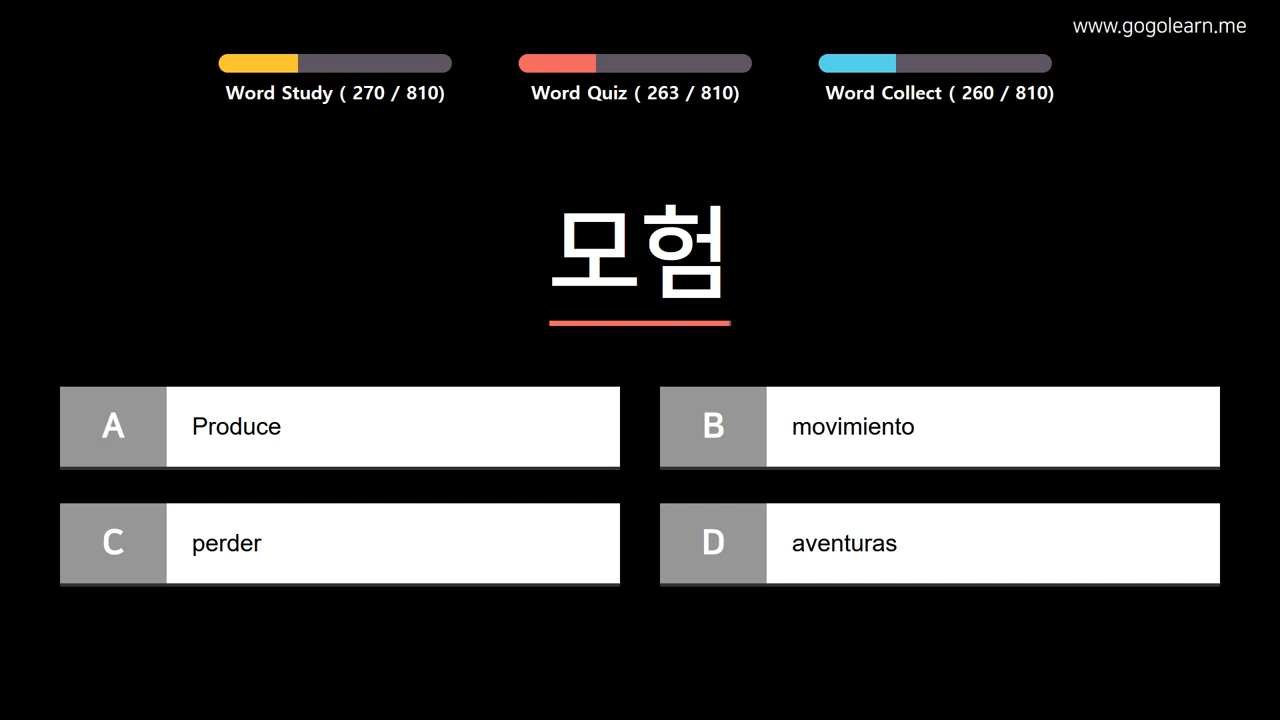 www.gogolearn.me
Word Study ( 270 / 810)
Word Quiz ( 263 / 810)
Word Collect ( 260 / 810)
모험
A Produce
B movimiento
C perder
D aventuras